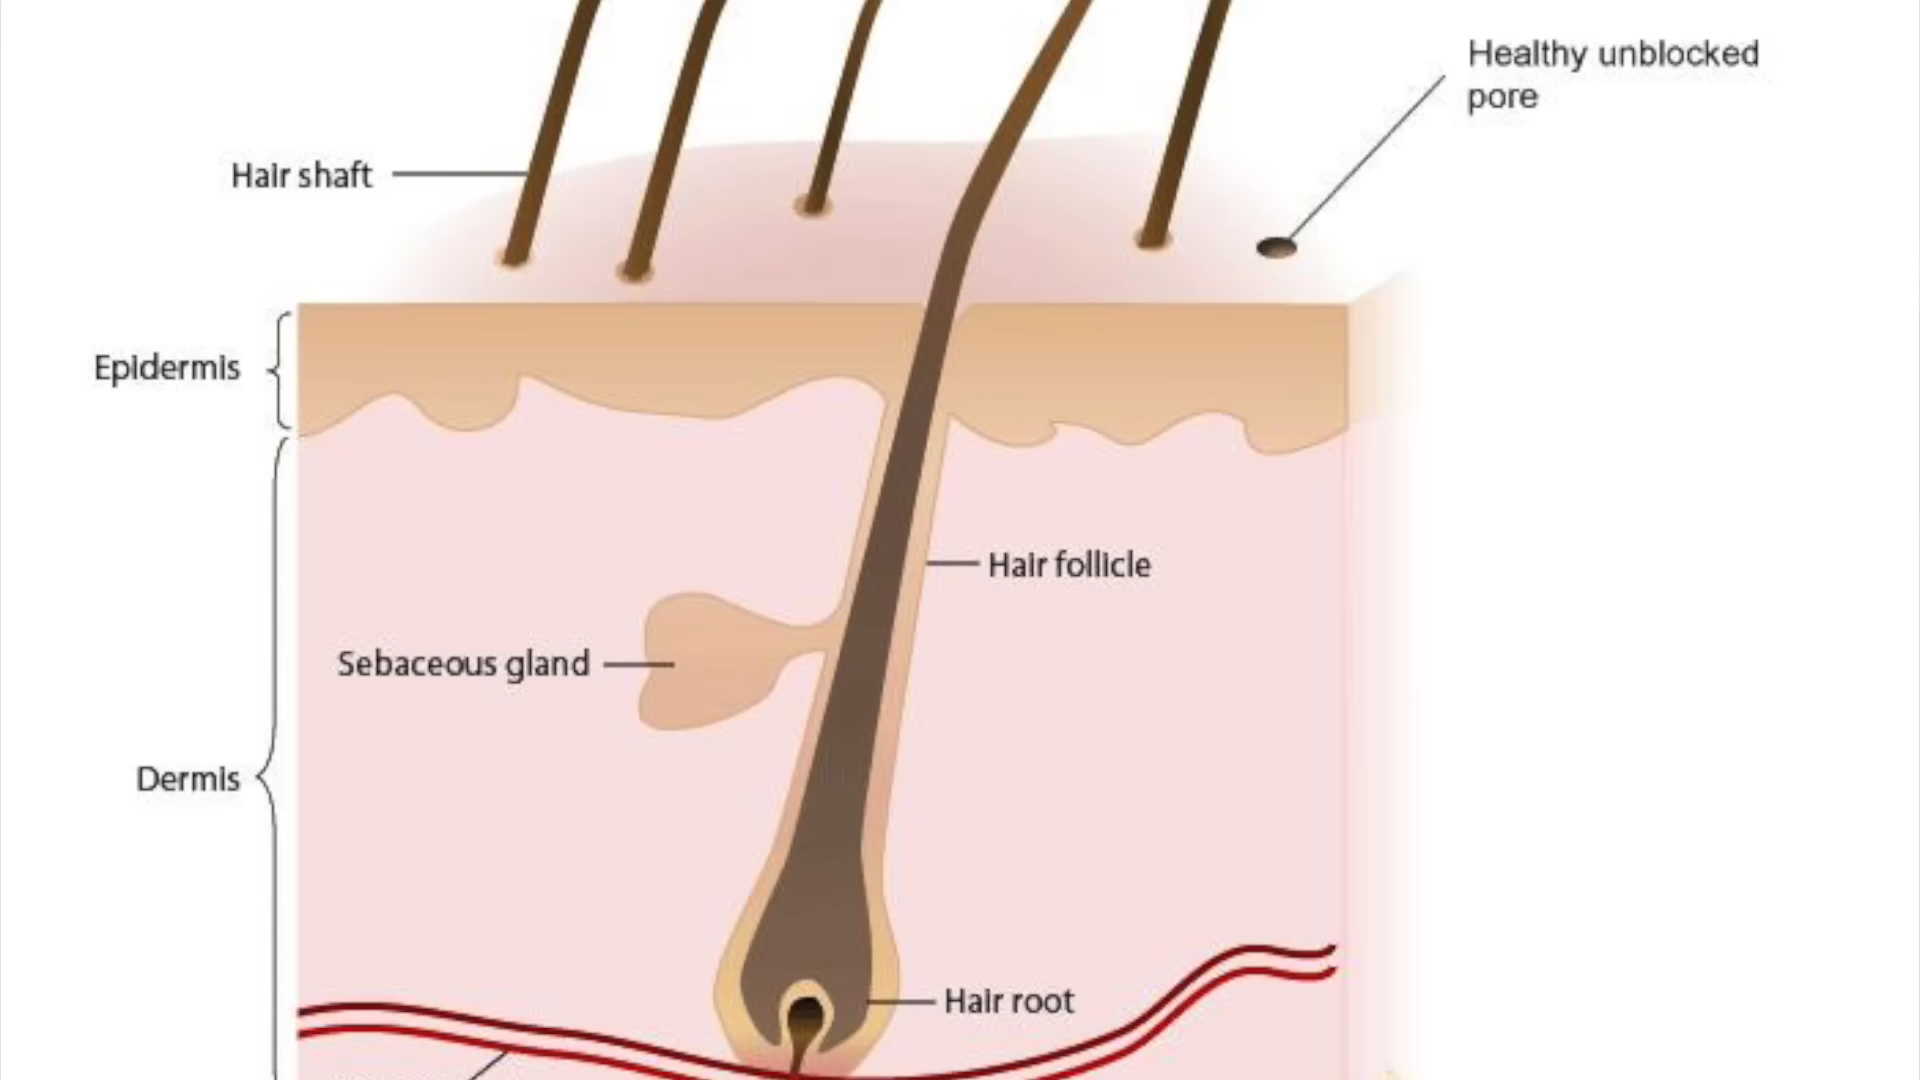 Healthy unblocked
pore
Hair shaft
Epidermis
Hair follicle
Sebaceous gland
Dermis
Hair root